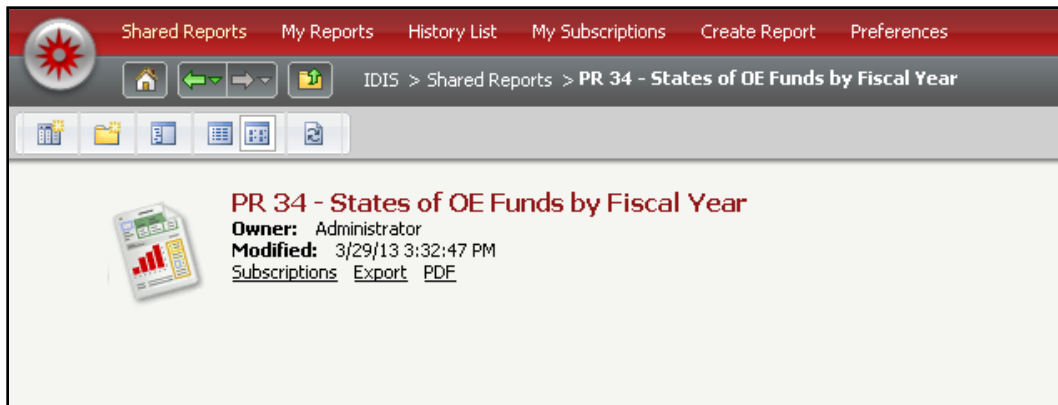 Shared Reports My Reports History List My Subscriptions Create Report Preferences
IDIS > Shared Reports > PR 34 - States of OE Funds by Fiscal Year
PR 34 - States of OE Funds by Fiscal Year
Owner: Administrator
Modified: 3/29/13 3:32:47 PM
Subscriptions Export PDF